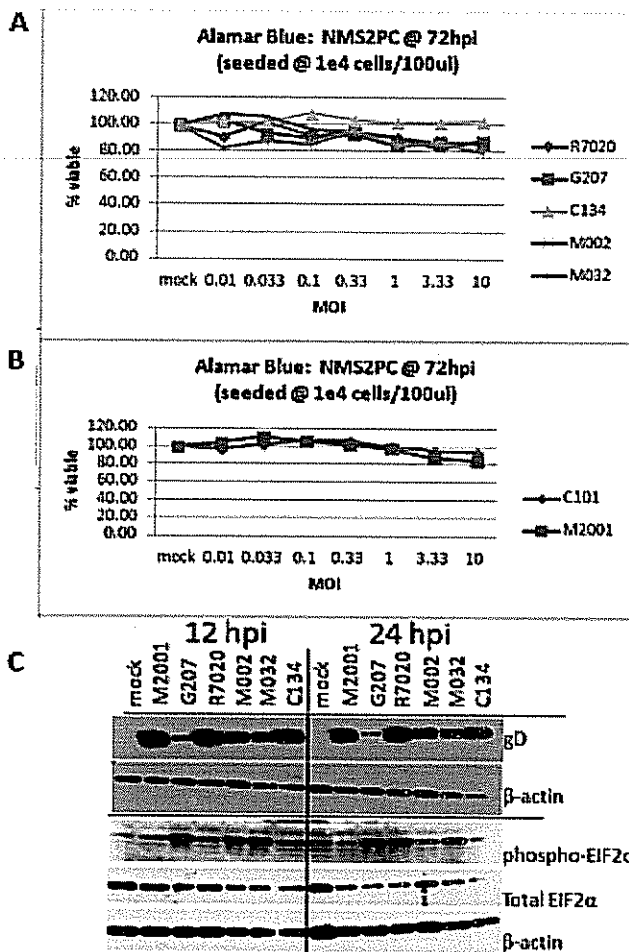 A
Alamar Blue: NMS2PC @ 72hpi
(seeded @ 1e4 cells/100ul)
120.00
100.00
80.00
60.00
40.00
20.00
0.00
% viable
mock 0.01 0.033 0.1 0.33 1 3.33 10
MOI
R7020
G207
C134
M002
M032
B
Alamar Blue: NMS2PC @ 72hpi
(seeded @ 1e4 cells/100ul)
120.00
100.00
80.00
60.00
40.00
20.00
0.00
% viable
mock 0.01 0.033 0.1 0.33 1 3.33 10
MOI
C101
M2001
C
12 hpi 24 hpi
mock M2001 G207 R7020 M002 M032 C134 mock M2001 G207 R7020 M002 M032 C134
gD
β-actin
phospho-EIF2α
Total EIF2α
β-actin